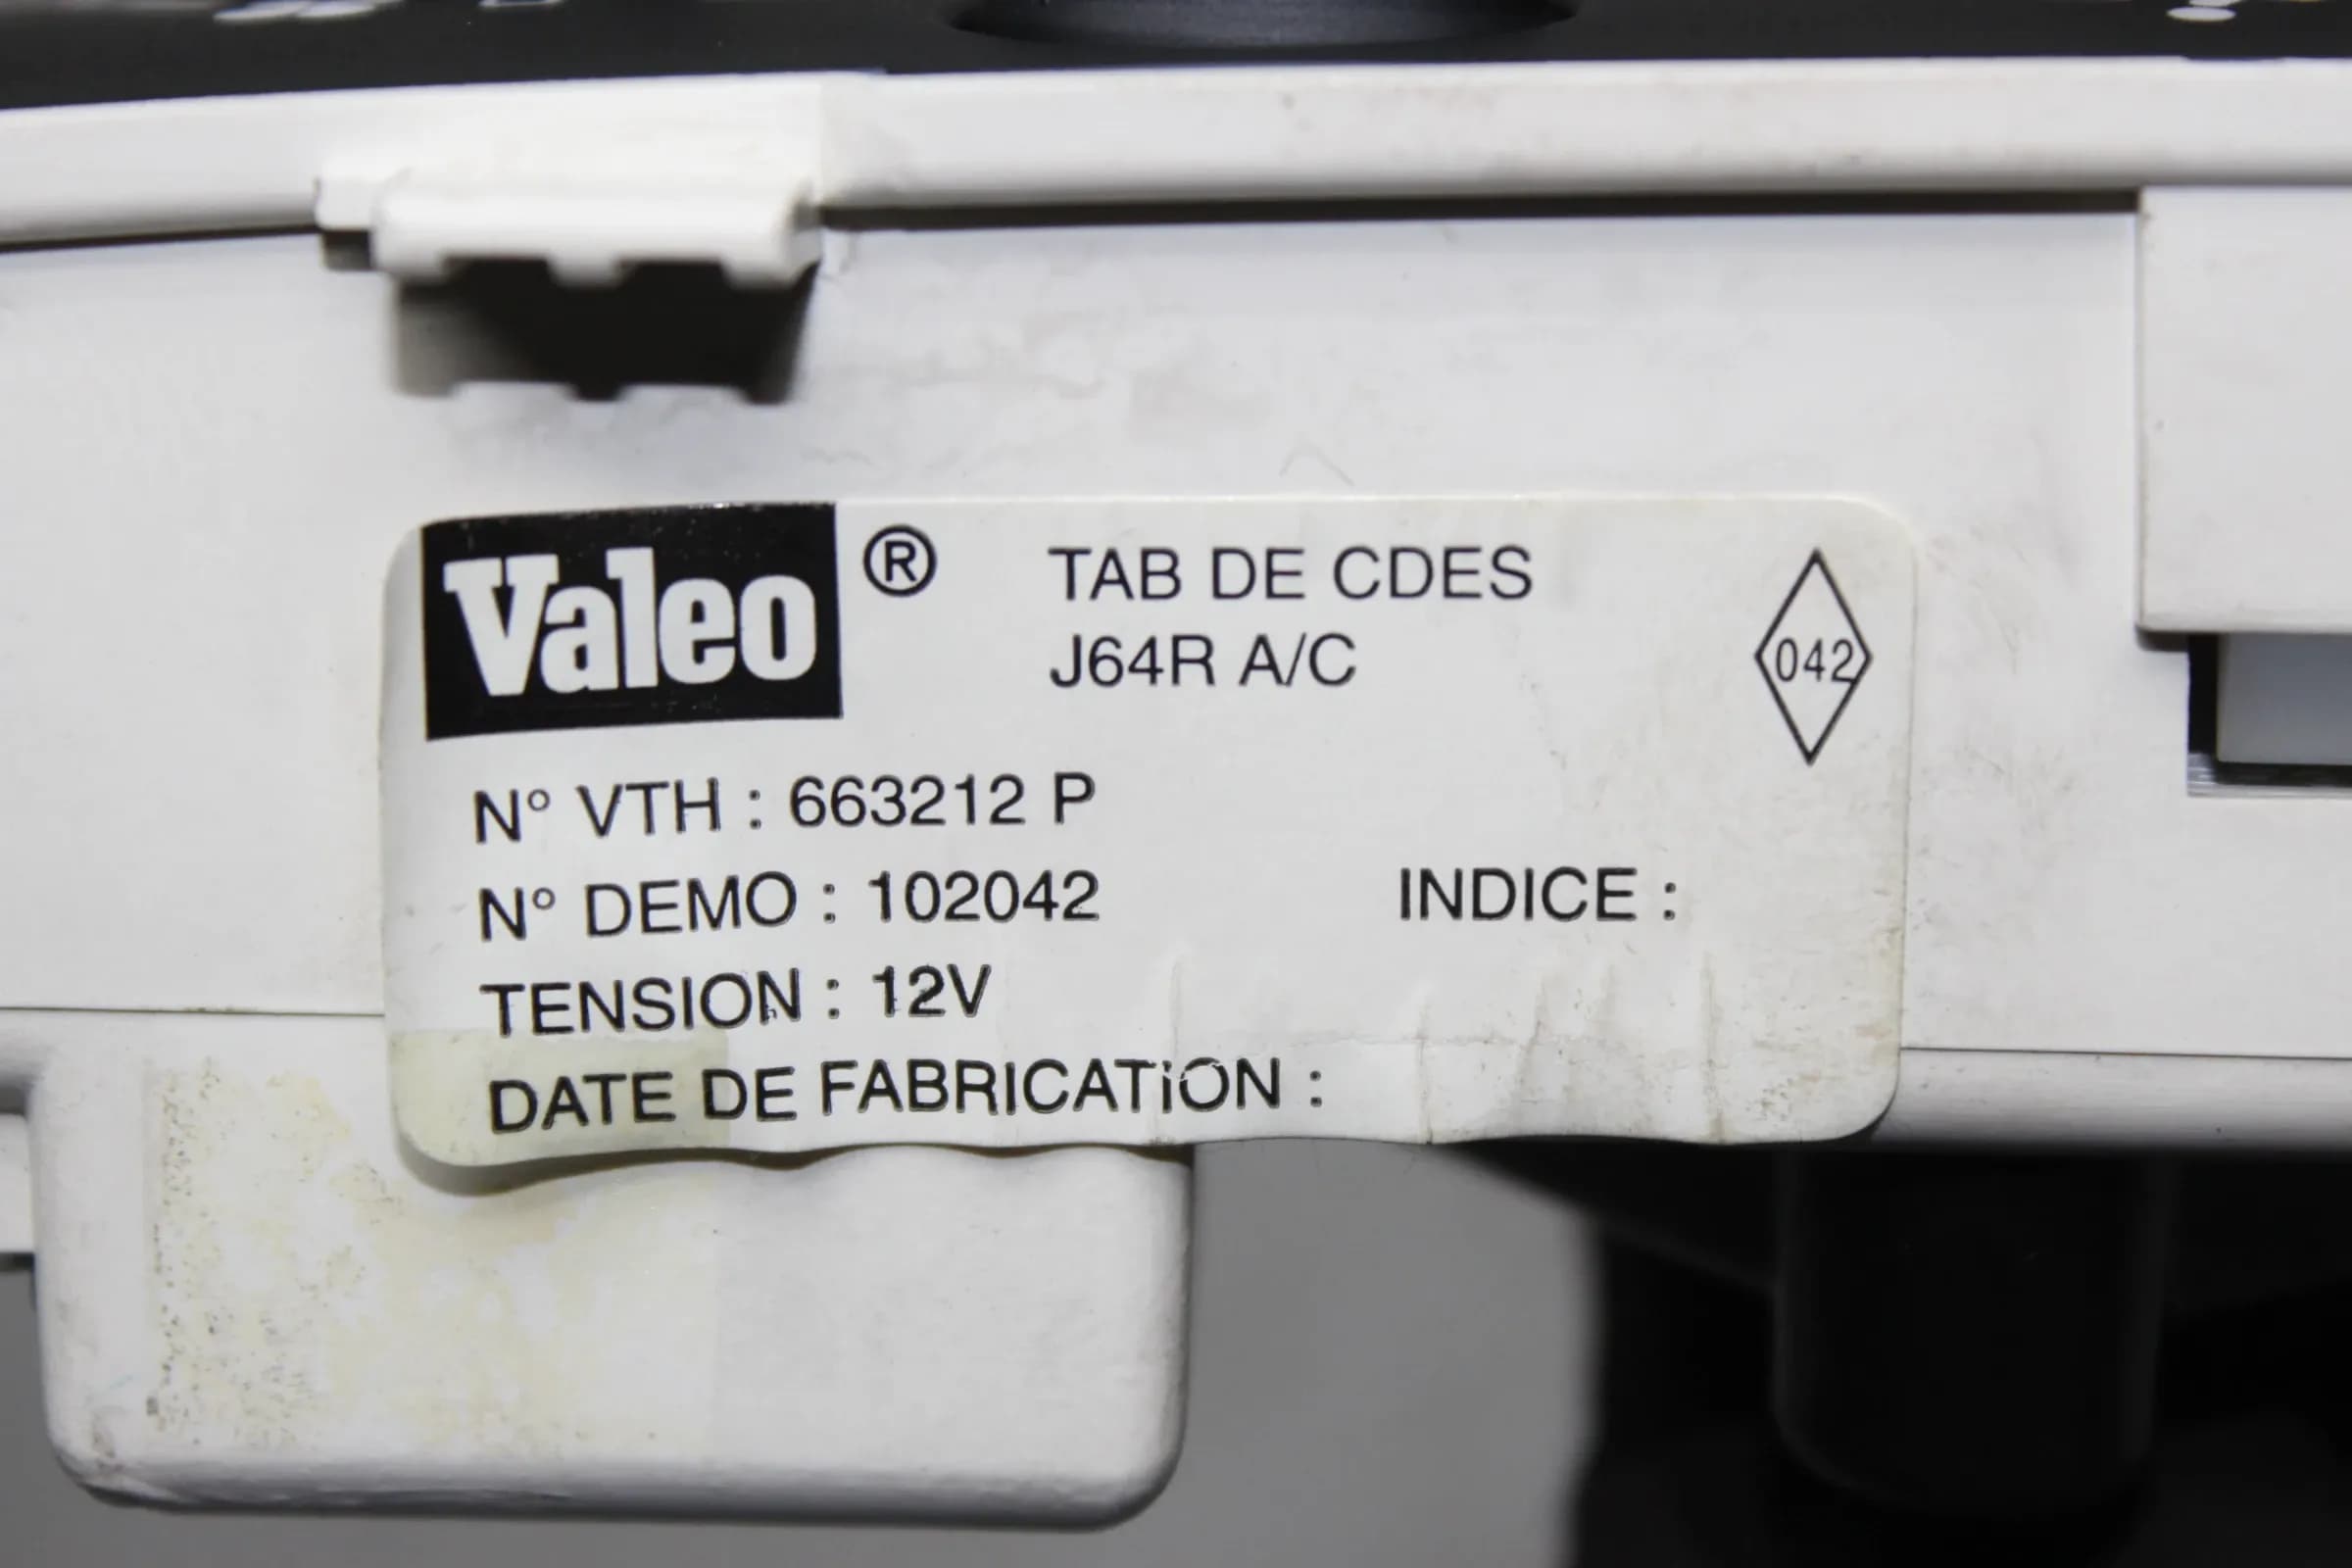 Valeo ® TAB DE CDES
J64R A/C
042
N° VTH : 663212 P
N° DEMO : 102042 INDICE :
TENSION : 12V
DATE DE FABRICATION :